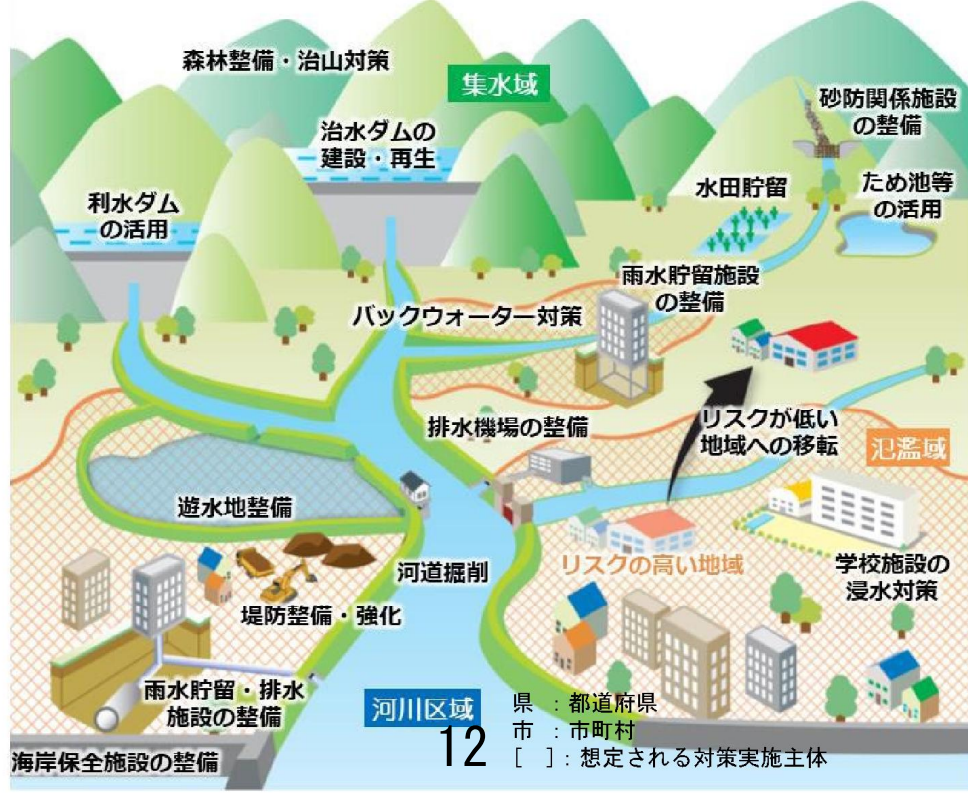 森林整備・治山対策
集水域
砂防関係施設
の整備
治水ダムの
建設・再生
水田貯留
ため池等
の活用
利水ダム
の活用
雨水貯留施設
の整備
バックウォーター対策
排水機場の整備
リスクが低い
地域への移転
氾濫域
遊水地整備
河道掘削
リスクの高い地域
学校施設の
浸水対策
堤防整備・強化
雨水貯留・排水
施設の整備
河川区域
県 : 都道府県
市 : 市町村
[ ] : 想定される対策実施主体
12
海岸保全施設の整備